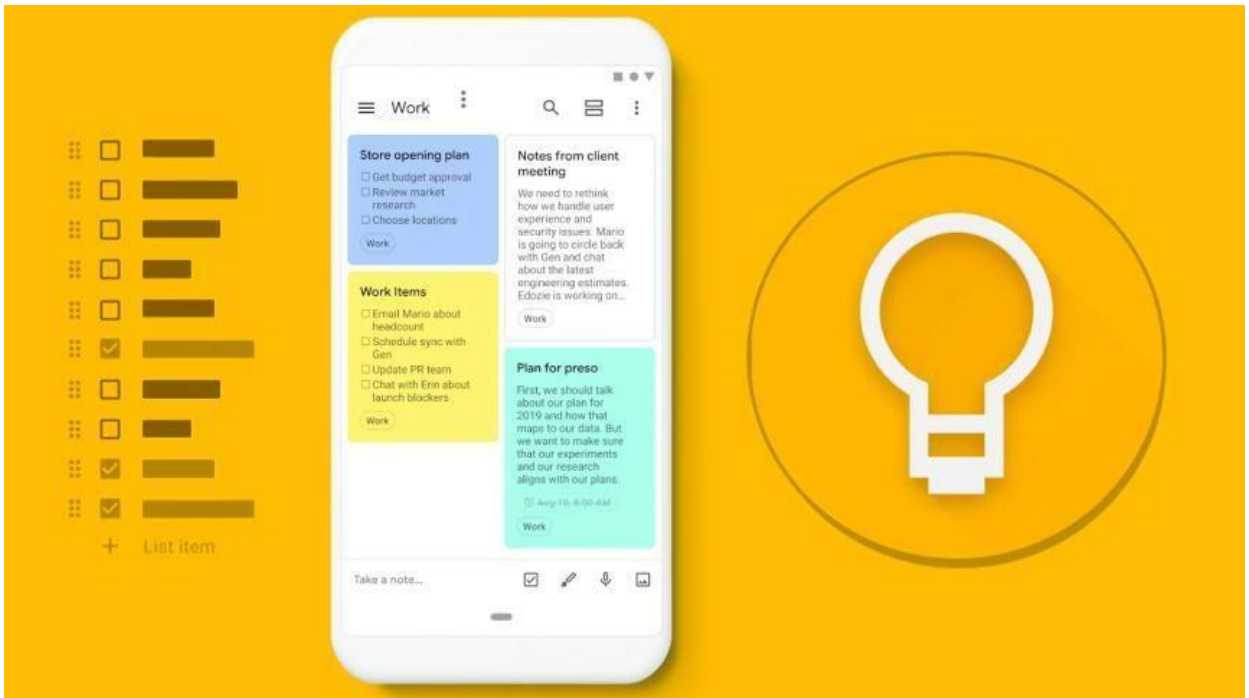 Work
Store opening plan
Get budget approval
Review market
research
Choose locations
Work
Work Items
Email Mario about
headcount
Schedule sync with
Gen
Update PR team
Chat with Erin about
launch blockers
Work
Notes from client
meeting
We need to rethink
how we handle user
experience and
security issues. Mario
is going to circle back
with Gen and chat
about the latest
engineering estimates.
Edozie is working on...
Work
Plan for preso
First, we should talk
about our plan for
2019 and how that
maps to our data. But
we want to make sure
that our experiments
and our research
aligns with our plans.
Aug 10, 8:00 AM
Work
Take a note...
+ List item